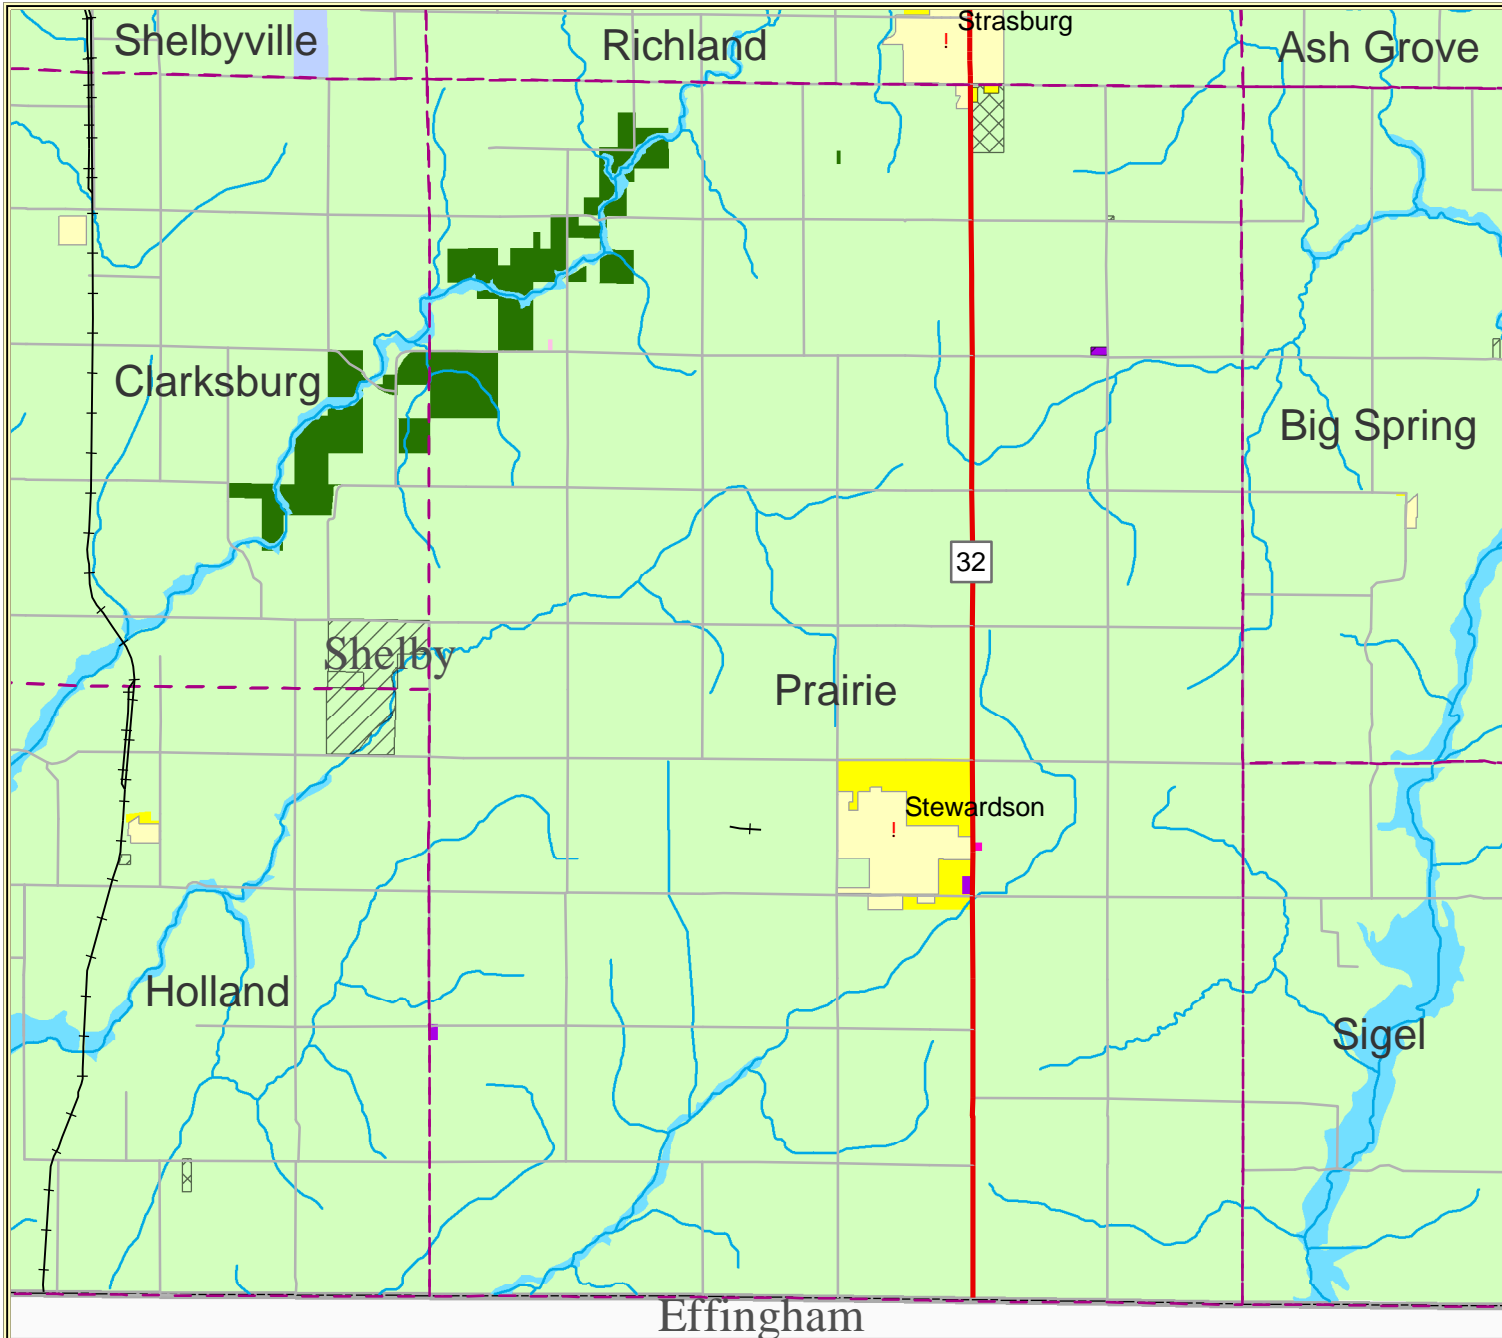 Strasburg
Shelbyville
Richland
Ash Grove
!
Clarksburg
Big Spring
32
Shelby
Prairie
Stewardson
!
Holland
Sigel
Effingham